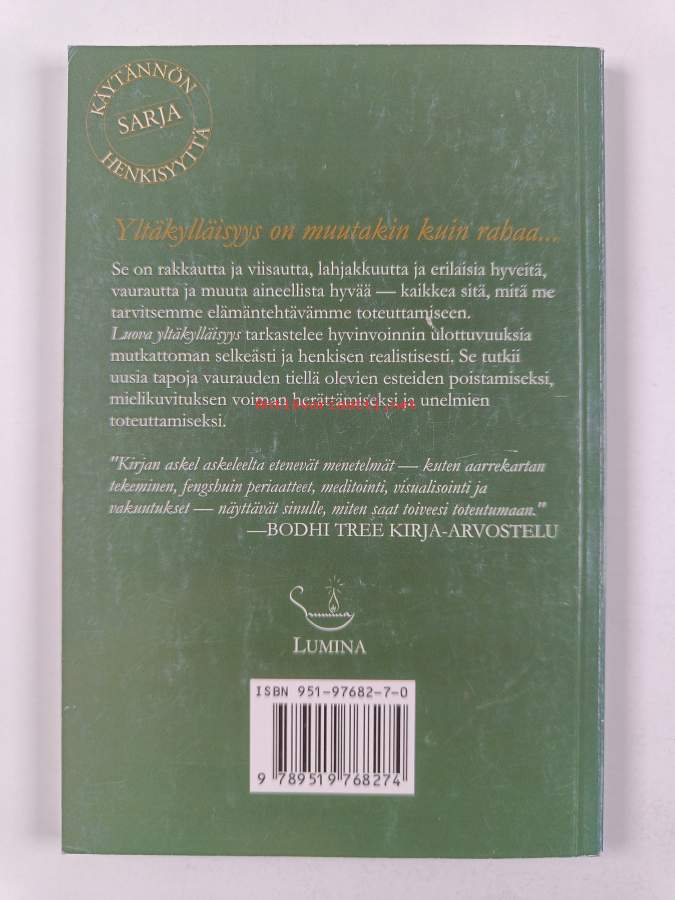 KÄYTÄNNÖN
SARJA
HENKISYYTTÄ
Yltäkylläisyys on muutakin kuin rahaa...
Se on rakkautta ja viisautta, lahjakkuutta ja erilaisia hyveitä,
vaurautta ja muuta aineellista hyvää — kaikkea sitä, mitä me
tarvitsemme elämäntehtävämme toteuttamiseen.
Luova yltäkylläisyys tarkastelee hyvinvoinnin ulottuvuuksia
mutkattoman selkeästi ja henkisen realistisesti. Se tutkii
uusia tapoja vaurauden tiellä olevien esteiden poistamiseksi,
mielikuvituksen voiman herättämiseksi ja unelmien
toteuttamiseksi.
"Kirjan askel askeleelta etenevät menetelmät — kuten aarrekartan
tekeminen, fengshuin periaatteet, meditointi, visualisointi ja
vakuutukset — näyttävät sinulle, miten saat toiveesi toteutumaan."
—BODHI TREE KIRJA-ARVOSTELU
LUMINA
ISBN 951-97682-7-0
9 789519 768274